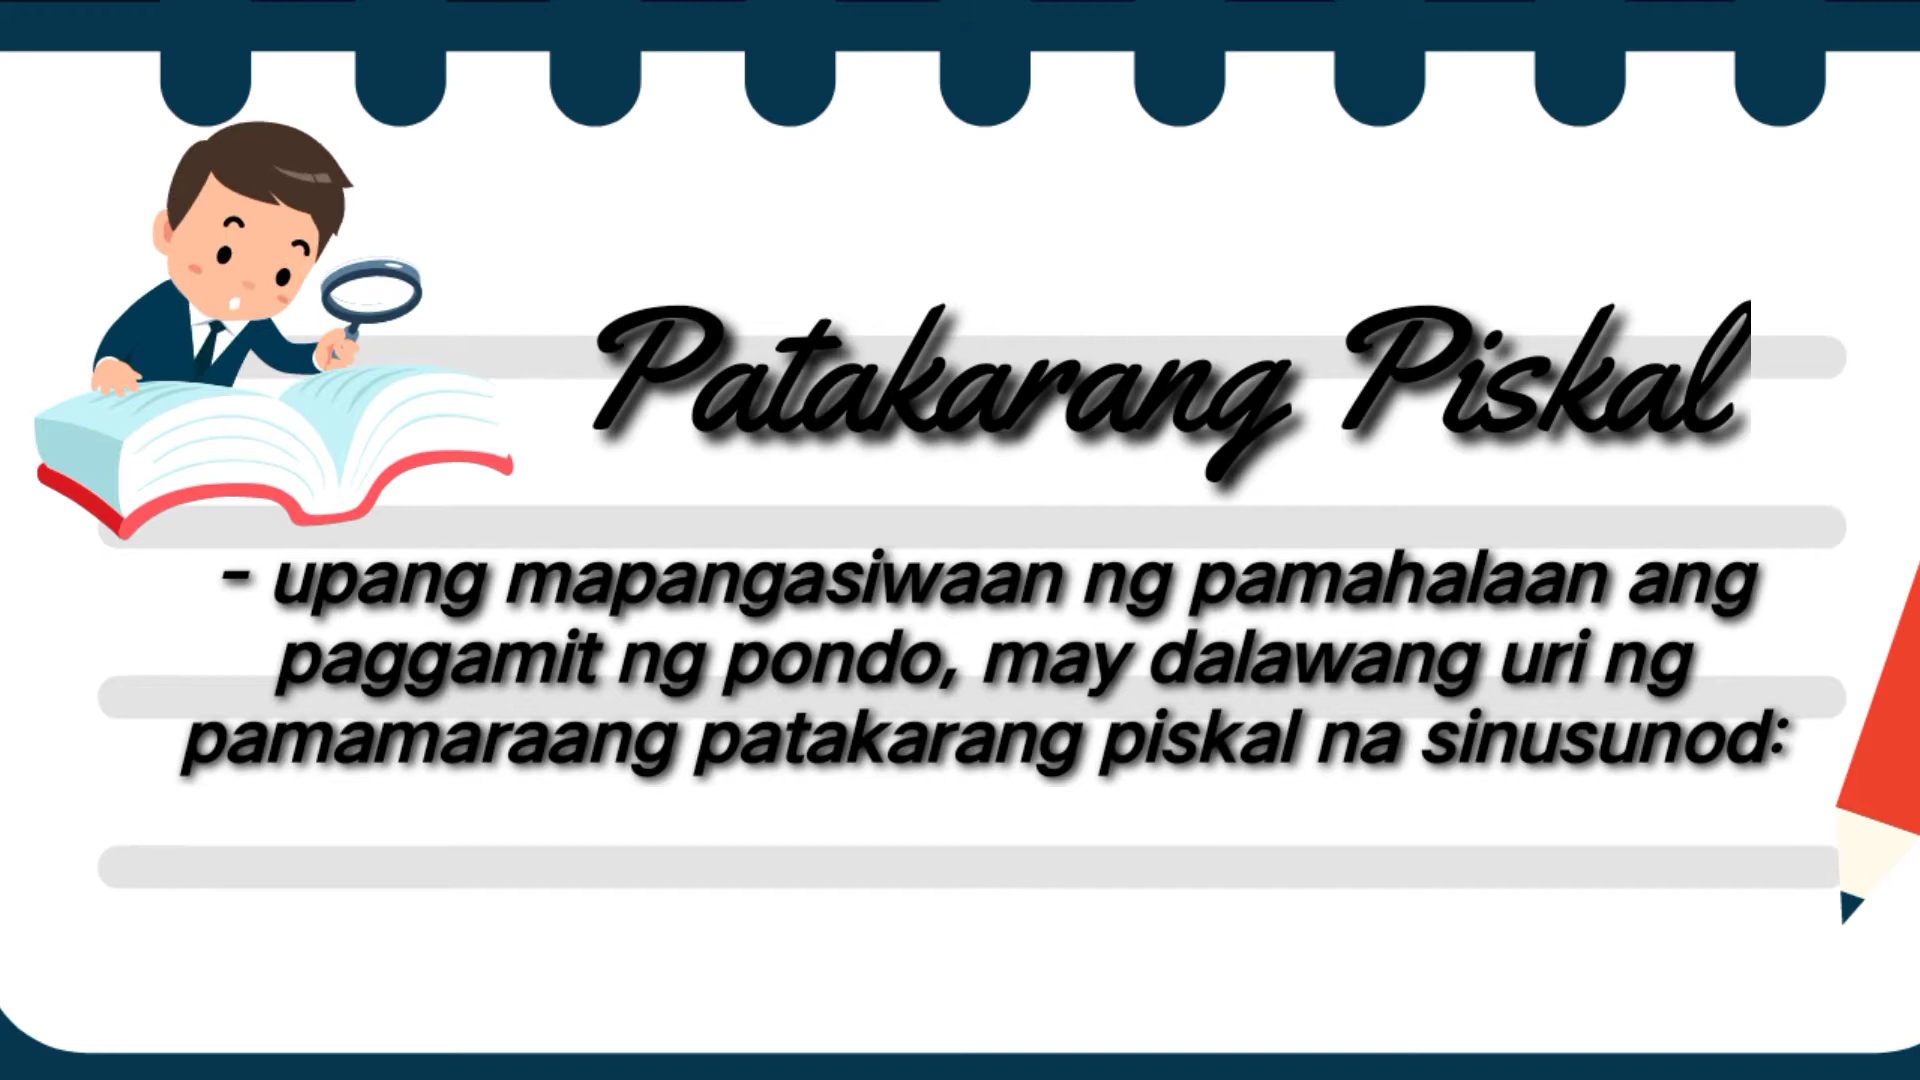 Patakarang Piskal
- upang mapangasiwaan ng pamahalaan ang
paggamit ng pondo, may dalawang uri ng
pamamaraang patakarang piskal na sinusunod: